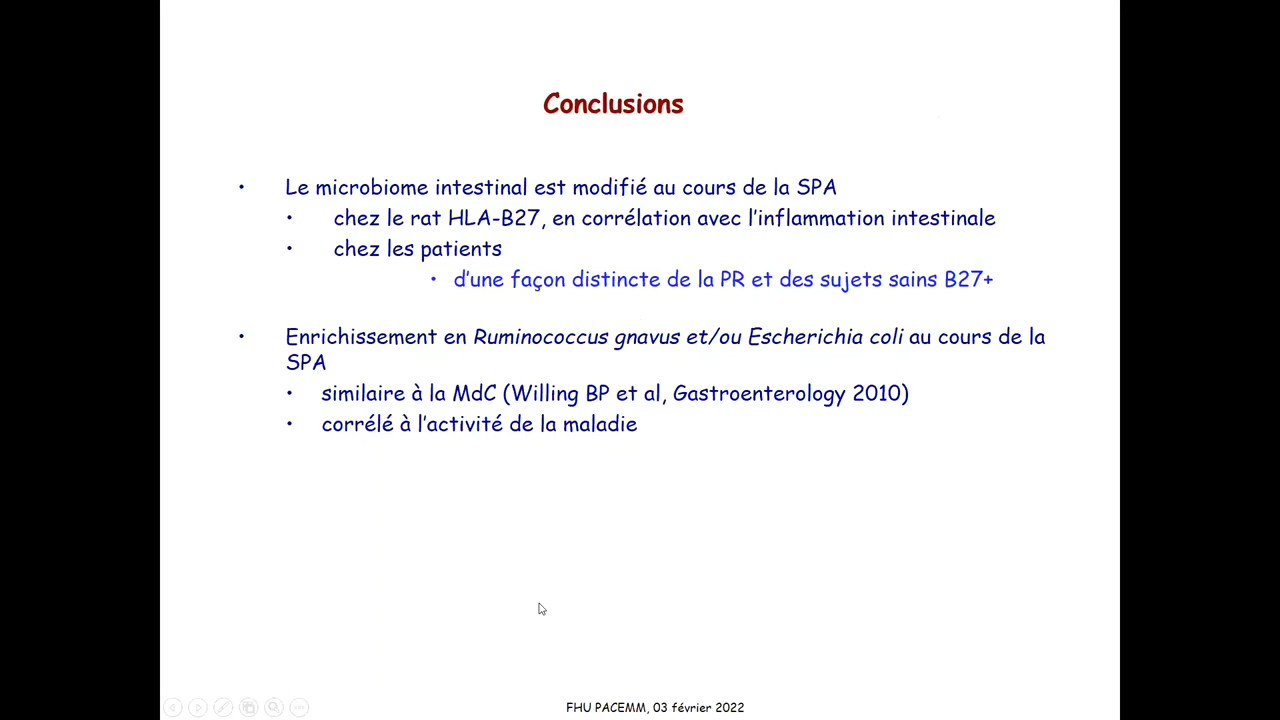 Conclusions
• Le microbiome intestinal est modifié au cours de la SPA
• chez le rat HLA-B27, en corrélation avec l'inflammation intestinale
• chez les patients
• d'une façon distincte de la PR et des sujets sains B27+
• Enrichissement en Ruminococcus gnavus et/ou Escherichia coli au cours de la
SPA
• similaire à la MdC (Willing BP et al, Gastroenterology 2010)
• corrélé à l'activité de la maladie
FHU PACEMM, 03 février 2022